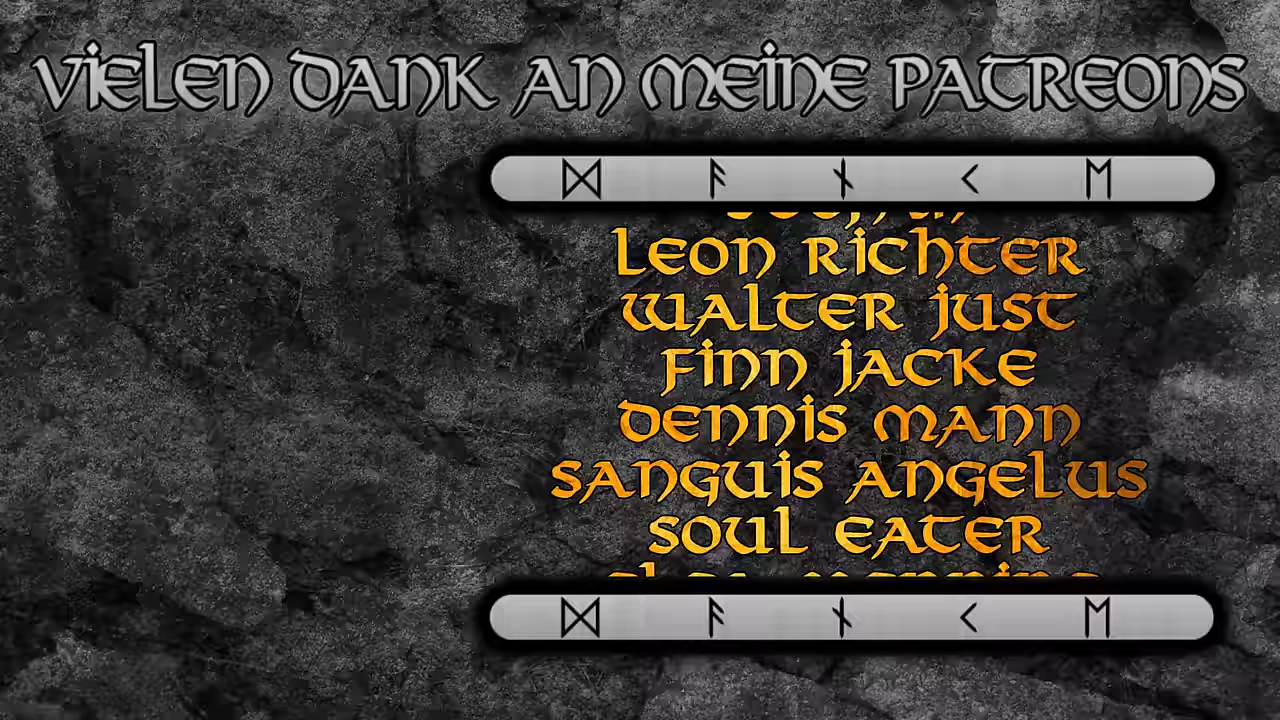 VIELEN DANK AN MEINE PATREONS
ᛞ ᚨ ᚾ ᚲ ᛖ
LEON RICHTER
WALTER JUST
FINN JACKE
DENNIS MANN
SANGUIS ANGELUS
SOUL EATER
ᛞ ᚨ ᚾ ᚲ ᛖ